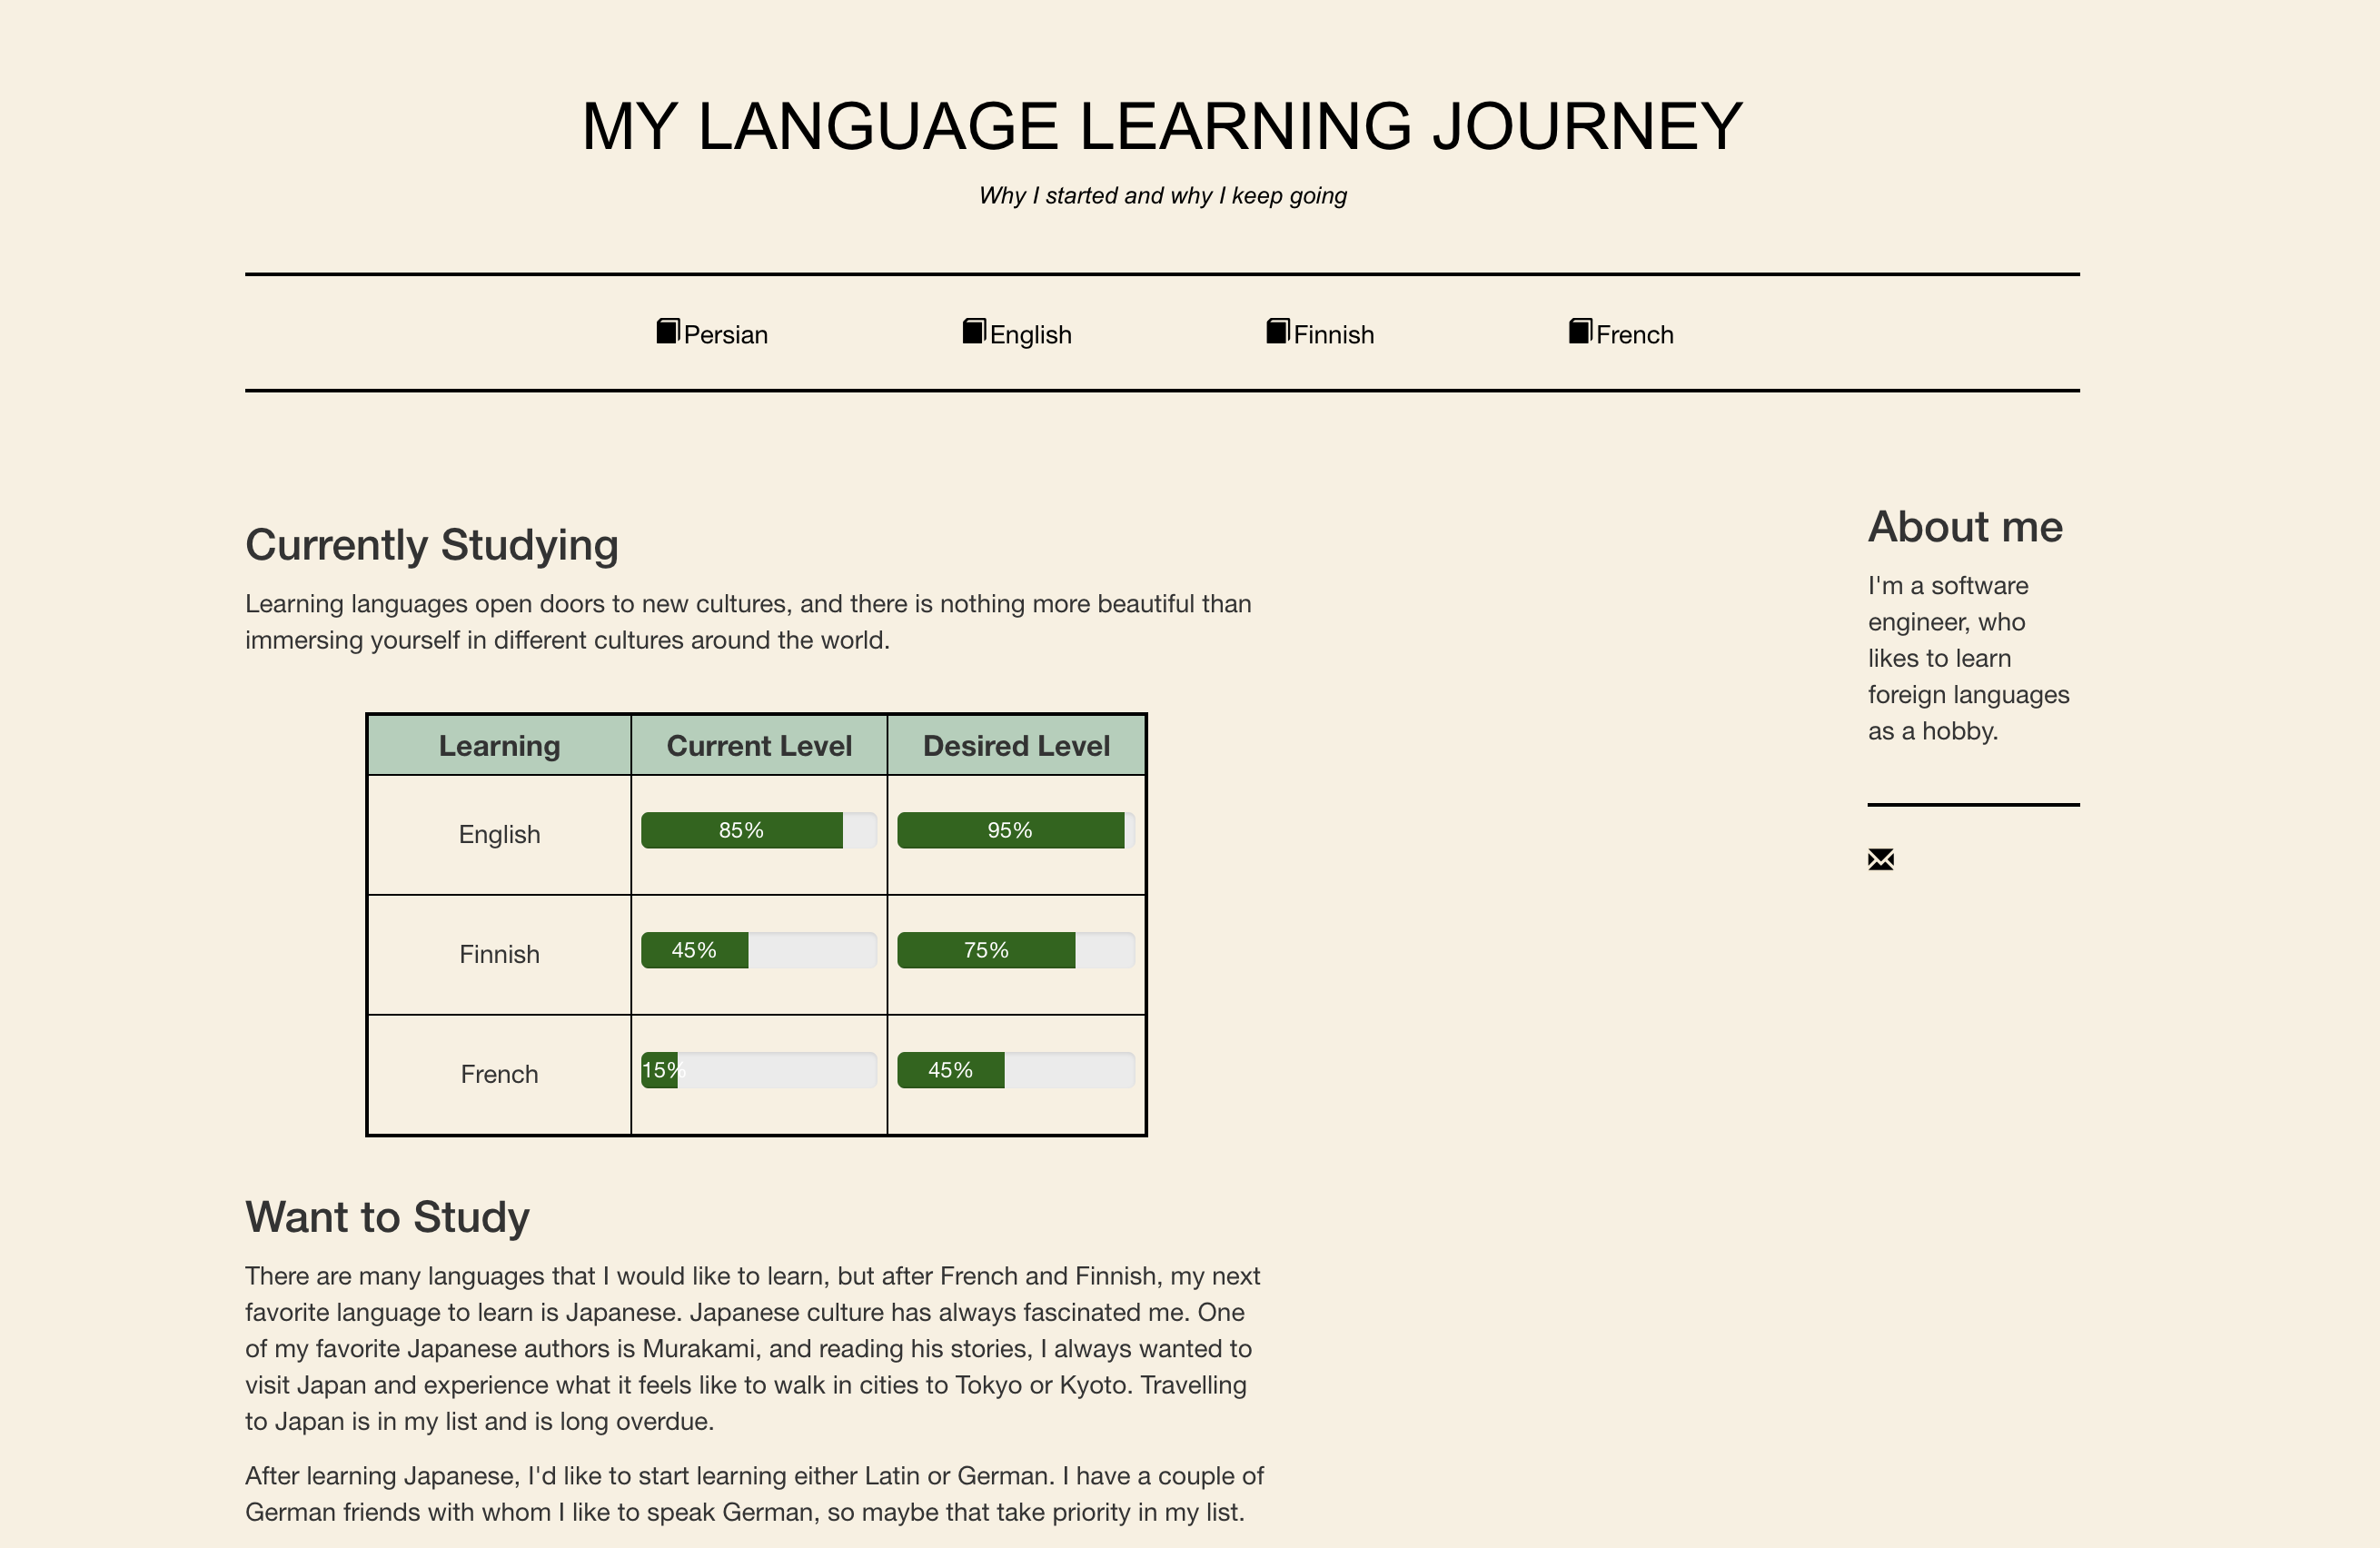 MY LANGUAGE LEARNING JOURNEY
Why I started and why I keep going
Persian English Finnish French
Currently Studying
Learning languages open doors to new cultures, and there is nothing more beautiful than
immersing yourself in different cultures around the world.
Learning Current Level Desired Level
English 85% 95%
Finnish 45% 75%
French 15% 45%
Want to Study
There are many languages that I would like to learn, but after French and Finnish, my next
favorite language to learn is Japanese. Japanese culture has always fascinated me. One
of my favorite Japanese authors is Murakami, and reading his stories, I always wanted to
visit Japan and experience what it feels like to walk in cities to Tokyo or Kyoto. Travelling
to Japan is in my list and is long overdue.
After learning Japanese, I'd like to start learning either Latin or German. I have a couple of
German friends with whom I like to speak German, so maybe that take priority in my list.
About me
I'm a software
engineer, who
likes to learn
foreign languages
as a hobby.